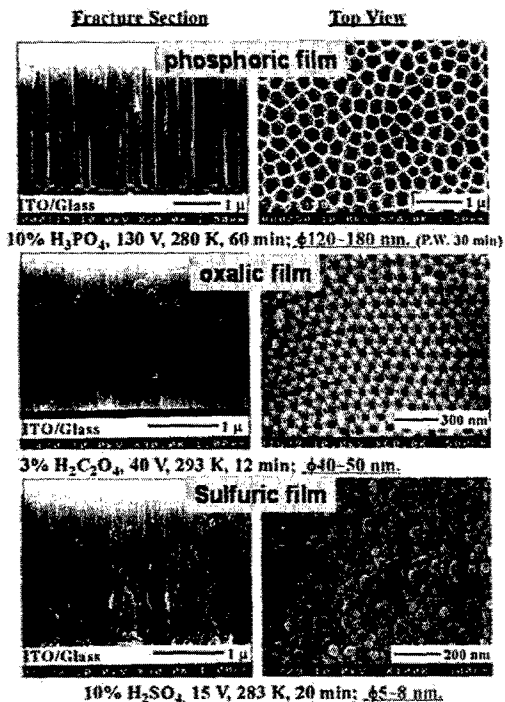 Fracture Section Top View
phosphoric film
ITO/Glass 1 μ 1 μ
10% H₃PO₄, 130 V, 280 K, 60 min; ϕ120~180 nm. (P.W. 30 min)
oxalic film
ITO/Glass 1 μ 300 nm
3% H₂C₂O₄, 40 V, 293 K, 12 min; ϕ40~50 nm.
Sulfuric film
ITO/Glass 1 μ 200 nm
10% H₂SO₄, 15 V, 283 K, 20 min; ϕ5~8 nm.